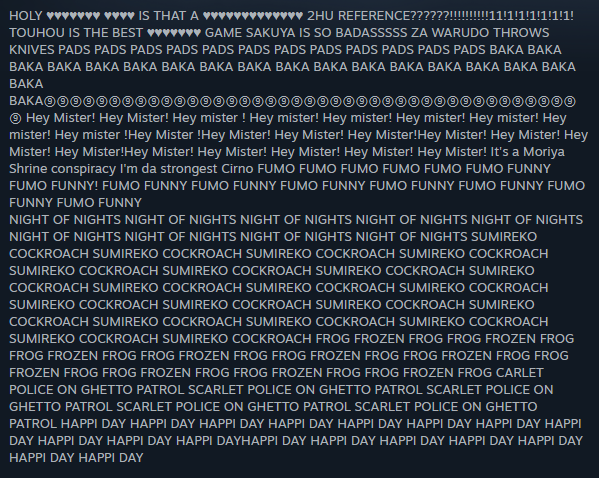 HOLY ♥♥♥♥♥♥♥ ♥♥♥♥ IS THAT A ♥♥♥♥♥♥♥♥♥♥♥♥♥ 2HU REFERENCE??????!!!!!!!!!!11!1!1!1!1!1!1!
TOUHOU IS THE BEST ♥♥♥♥♥♥♥ GAME SAKUYA IS SO BADASSSSS ZA WARUDO THROWS
KNIVES PADS PADS PADS PADS PADS PADS PADS PADS PADS PADS PADS PADS BAKA BAKA
BAKA BAKA BAKA BAKA BAKA BAKA BAKA BAKA BAKA BAKA BAKA BAKA BAKA BAKA BAKA
BAKA
BAKA⑨⑨⑨⑨⑨⑨⑨⑨⑨⑨⑨⑨⑨⑨⑨⑨⑨⑨⑨⑨⑨⑨⑨⑨⑨⑨⑨⑨⑨⑨⑨⑨⑨⑨⑨⑨⑨⑨⑨⑨⑨
⑨ Hey Mister! Hey Mister! Hey mister ! Hey mister! Hey mister! Hey mister! Hey mister! Hey
mister! Hey mister !Hey Mister !Hey Mister! Hey Mister! Hey Mister!Hey Mister! Hey Mister! Hey
Mister! Hey Mister!Hey Mister! Hey Mister! Hey Mister! Hey Mister! Hey Mister! It's a Moriya
Shrine conspiracy I'm da strongest Cirno FUMO FUMO FUMO FUMO FUMO FUMO FUNNY
FUMO FUNNY! FUMO FUNNY FUMO FUNNY FUMO FUNNY FUMO FUNNY FUMO FUNNY FUMO
FUNNY FUMO FUNNY
NIGHT OF NIGHTS NIGHT OF NIGHTS NIGHT OF NIGHTS NIGHT OF NIGHTS NIGHT OF NIGHTS
NIGHT OF NIGHTS NIGHT OF NIGHTS NIGHT OF NIGHTS NIGHT OF NIGHTS SUMIREKO
COCKROACH SUMIREKO COCKROACH SUMIREKO COCKROACH SUMIREKO COCKROACH
SUMIREKO COCKROACH SUMIREKO COCKROACH SUMIREKO COCKROACH SUMIREKO
COCKROACH SUMIREKO COCKROACH SUMIREKO COCKROACH SUMIREKO COCKROACH
SUMIREKO COCKROACH SUMIREKO COCKROACH SUMIREKO COCKROACH SUMIREKO
COCKROACH SUMIREKO COCKROACH SUMIREKO COCKROACH SUMIREKO COCKROACH
SUMIREKO COCKROACH SUMIREKO COCKROACH FROG FROZEN FROG FROG FROZEN FROG
FROG FROZEN FROG FROG FROZEN FROG FROG FROZEN FROG FROG FROZEN FROG FROG
FROZEN FROG FROG FROZEN FROG FROG FROZEN FROG FROG FROZEN FROG CARLET
POLICE ON GHETTO PATROL SCARLET POLICE ON GHETTO PATROL SCARLET POLICE ON
GHETTO PATROL SCARLET POLICE ON GHETTO PATROL SCARLET POLICE ON GHETTO
PATROL HAPPI DAY HAPPI DAY HAPPI DAY HAPPI DAY HAPPI DAY HAPPI DAY HAPPI DAY HAPPI
DAY HAPPI DAY HAPPI DAY HAPPI DAYHAPPI DAY HAPPI DAY HAPPI DAY HAPPI DAY HAPPI DAY
HAPPI DAY HAPPI DAY